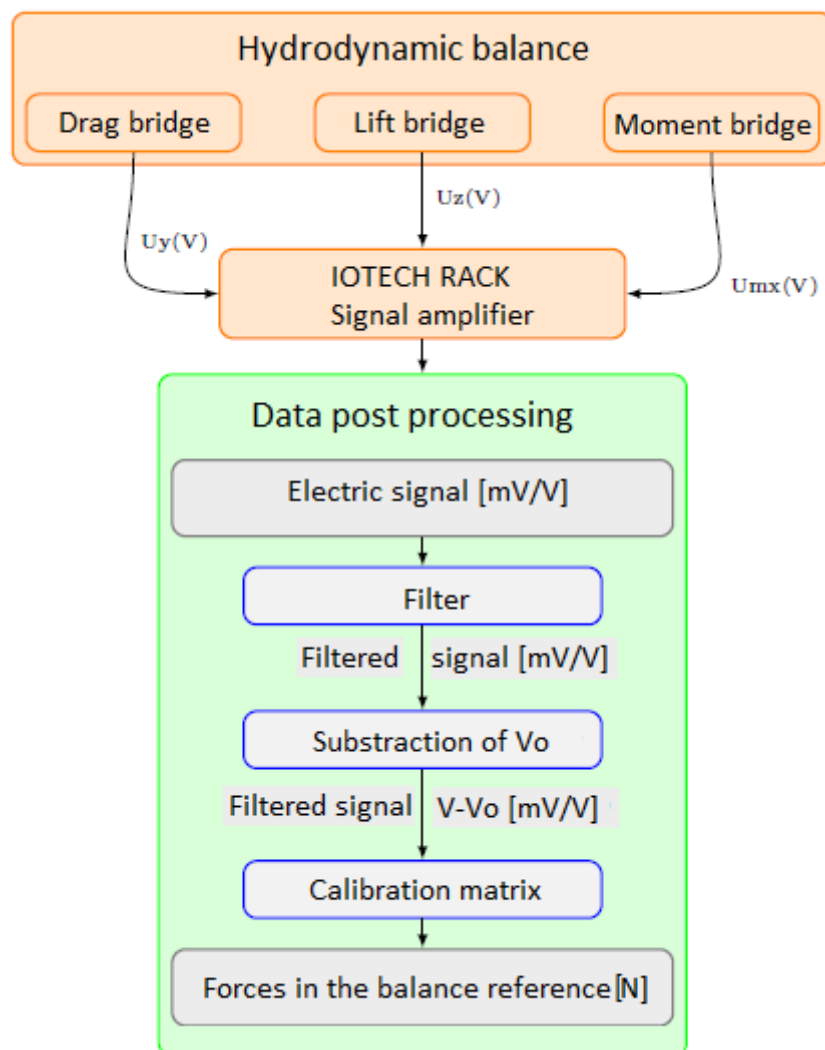 Hydrodynamic balance
Drag bridge
Lift bridge
Moment bridge
Uz(V)
Uy(V)
Umx(V)
IOTECH RACK
Signal amplifier
Data post processing
Electric signal [mV/V]
Filter
Filtered signal [mV/V]
Substraction of Vo
Filtered signal V-Vo [mV/V]
Calibration matrix
Forces in the balance reference[N]